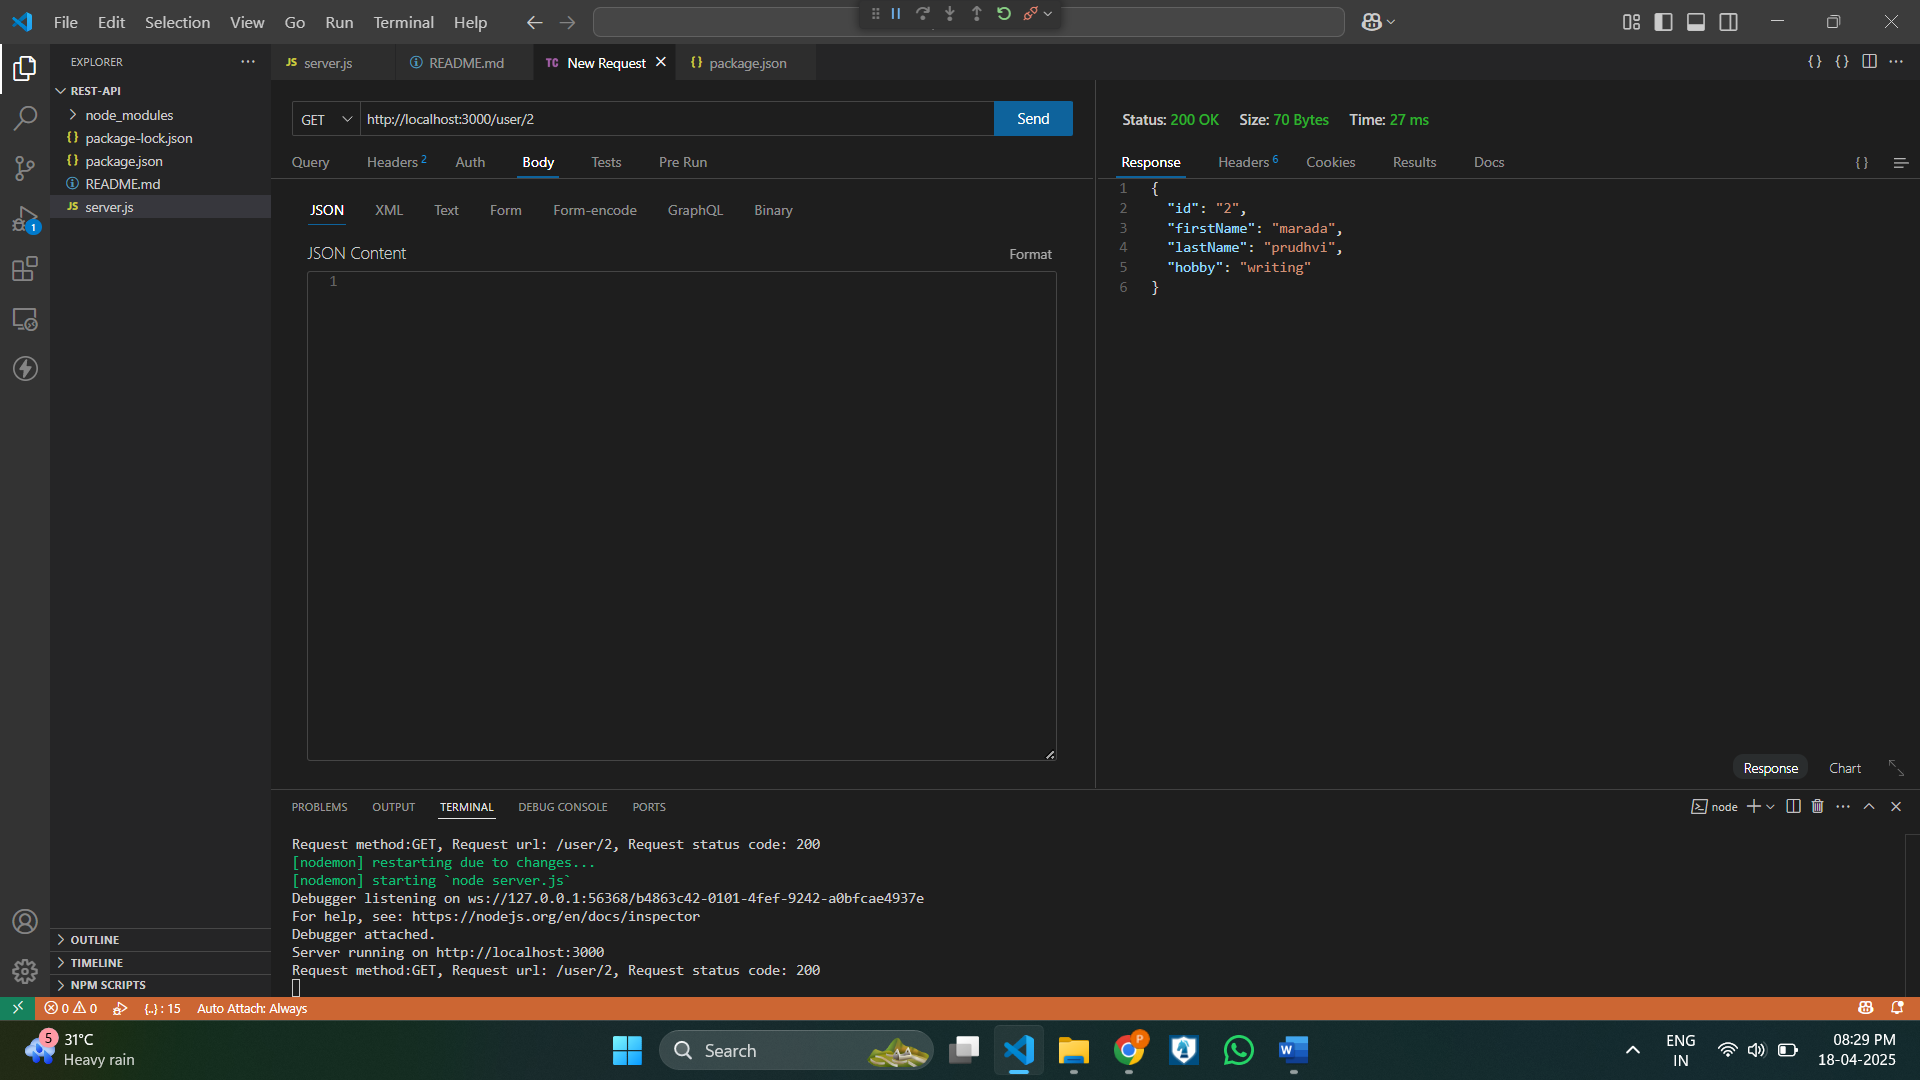 File Edit Selection View Go Run Terminal Help
EXPLORER
REST-API
node_modules
package-lock.json
package.json
README.md
server.js
OUTLINE
TIMELINE
NPM SCRIPTS
server.js README.md New Request package.json
GET http://localhost:3000/user/2 Send
Query Headers 2 Auth Body Tests Pre Run
JSON XML Text Form Form-encode GraphQL Binary
JSON Content Format
1
Status: 200 OK Size: 70 Bytes Time: 27 ms
Response Headers 6 Cookies Results Docs
1 {
2 "id": "2",
3 "firstName": "marada",
4 "lastName": "prudhvi",
5 "hobby": "writing"
6 }
Response Chart
PROBLEMS OUTPUT TERMINAL DEBUG CONSOLE PORTS
node
Request method:GET, Request url: /user/2, Request status code: 200
[nodemon] restarting due to changes...
[nodemon] starting `node server.js`
Debugger listening on ws://127.0.0.1:56368/b4863c42-0101-4fef-9242-a0bfcae4937e
For help, see: https://nodejs.org/en/docs/inspector
Debugger attached.
Server running on http://localhost:3000
Request method:GET, Request url: /user/2, Request status code: 200
0 0 {..} : 15 Auto Attach: Always
5 31°C
Heavy rain
Search
ENG
IN
08:29 PM
18-04-2025